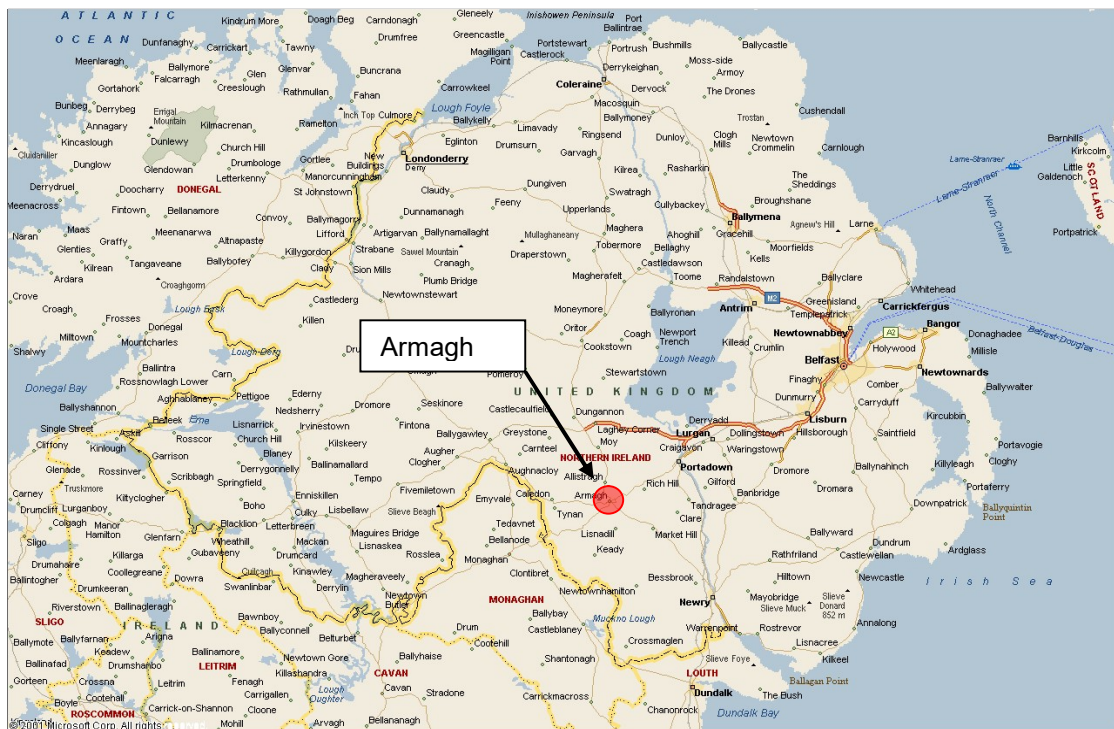 ATLANTIC
OCEAN
Kindrum More
Doagh Beg
Carndonagh
Gleneely
Inishowen Peninsula
Port
Ballintrae
Dunfanaghy
Carrickart
Tawny
Drumfree
Greencastle
Portstewart
Portrush
Bushmills
Ballycastle
Meenlaragh
Ballymore
Glen
Glenvar
Magilligan
Point
Castlerock
Derrykeighan
Moss-side
Falcarragh
Buncrana
Coleraine
Armoy
Gortahork
Creeslough
Rathmullan
Fahan
Carrowkeel
Dervock
The Drones
Bunbeg
Derrybeg
Errigal
Mountain
Kilmacrenan
Ramelton
Inch Top
Culmore
Lough Foyle
Macosquin
Ballymoney
Trostan
Cushendall
Annagary
Ballykelly
Limavady
Kincaslough
Dunlewy
Church Hill
Gortlee
New
Buildings
Eglinton
Ringsend
Dunloy
Clogh
Mills
Newtown
Crommelin
Carnlough
Barnhills
Cluidaniller
Dunglow
Glendowan
Drumbologe
Londonderry
Derry
Drumsurn
Garvagh
Kilrea
Rasharkin
Kirkcolm
Little
Galdenoch
Derrydruel
Doocharry
DONEGAL
Letterkenny
Manorcunningham
St Johnstown
Claudy
Dungiven
Swatragh
The
Sheddings
Larne-Stranraer
SCOTLAND
Meenacross
Fintown
Bellanamore
Convoy
Ballymagorry
Dunnamanagh
Feeny
Upperlands
Cullybackey
Broughshane
Larne-Stranraer
North Channel
Portpatrick
Naran
Maas
Graffy
Meenanarwa
Altnapaste
Lifford
Artigarvan
Ballynamallaght
Mullaghaneany
Maghera
Ballymena
Gracehill
Agnew's Hill
Larne
Glenties
Killygordon
Strabane
Sawel Mountain
Tobermore
Ahoghill
Moorfields
Ardara
Kilrean
Tangaveane
Ballybofey
Clady
Sion Mills
Cranagh
Draperstown
Bellaghy
Castledawson
Kells
Croaghgorm
Plumb Bridge
Magherafelt
Toome
Randalstown
Ballyclare
Whitehead
Crove
Glen
Croagh
Lough Eask
Castlederg
Newtownstewart
Moneymore
Ballyronan
Antrim
M2
Greenisland
Templepatrick
Carrickfergus
Frosses
Donegal
Killen
Oritor
Coagh
Newport
Trench
Newtownabbey
A2
Bangor
Milltown
Mountcharles
Armagh
Cookstown
Killead
Crumlin
Belfast
Holywood
Donaghadee
Belfast-Douglas
Shalwy
Lough Derg
Lough Neagh
Millisle
Ballintra
Carn
Pomeroy
Stewartstown
Finaghy
Newtownards
Donegal Bay
Rossnowlagh Lower
UNITED KINGDOM
Dunmurry
Comber
Ballywalter
Aghnablaney
Pettigoe
Ederny
Dromore
Seskinore
Castlecaulfield
Dungannon
Derryadd
Lisburn
Carryduff
Kircubbin
Ballyshannon
Nedsherry
Single Street
Belleek
Erne
Lisnarrick
Irvinestown
Fintona
Ballygawley
Greystone
Laghey Corner
Lurgan
Dollingstown
Hillsborough
Saintfield
Cliffony
Askill
Rosscor
Church Hill
Kilskeery
Carnteel
Moy
Craigavon
Waringstown
Portavogie
Kinlough
Garrison
Blaney
Augher
Aughnacloy
NORTHERN IRELAND
Portadown
Dromore
Ballynahinch
Killyleagh
Cloghy
Glenade
Rossinver
Derrygonnelly
Ballinamallard
Clogher
Allistragh
Rich Hill
Gilford
Portaferry
Carney
Truskmore
Scribbagh
Springfield
Tempo
Fivemiletown
Emyvale
Caledon
Armagh
Banbridge
Dromara
Downpatrick
Drumcliff
Lurganboy
Kiltyclogher
Enniskillen
Lisbellaw
Slieve Beagh
Tynan
Tandragee
Ballyquintin
Point
Colgagh
Manor
Hamilton
Blacklion
Boho
Culky
Tedavnet
Clare
Sligo
Glenfarn
Wheathill
Letterbreen
Maguires Bridge
Bellanode
Lisnadill
Market Hill
Dundrum
Ardglass
Killarga
Gubaveeny
Mackan
Lisnaskea
Rosslea
Monaghan
Keady
Rathfriland
Castlewellan
Drumahaire
Collegreane
Drumcard
Ballintogher
Dowra
Cuilcagh
Kinawley
Magheraveely
Clontibret
Bessbrook
Hilltown
Newcastle
Irish Sea
Drumkeeran
Swanlinbar
Derrylin
Newtown
Butler
MONAGHAN
Newtownhamilton
Newry
Mayobridge
Slieve
Donard
852 m
Riverstown
Ballinagleragh
Bawnboy
Ballybay
Muckno Lough
Slieve Muck
SLIGO
IRELAND
Ballyconnell
Belturbet
Drum
Castleblaney
Warrenpoint
Rostrevor
Annalong
Ballynote
Ballyfarnan
Arigna
Cootehill
Crossmaglen
Lisnacree
Keadew
Ballinamore
Newtown Gore
Ballyhaise
Shantonagh
Slieve Foye
Kilkeel
Ballinafad
Drumshanbo
LEITRIM
Killashandra
CAVAN
LOUTH
Ballagan Point
Gorteen
Crossna
Leitrim
Fenagh
Lough
Oughter
Cavan
Stradone
Carrickmacross
Dundalk
The Bush
Boyle
Cootehall
Carrigallen
ROSCOMMON
Carrick-on-Shannon
Cloone
Chanonrock
Mohill
Arvagh
Bellananagh
Dundalk Bay
© 2001 Microsoft Corp. All rights